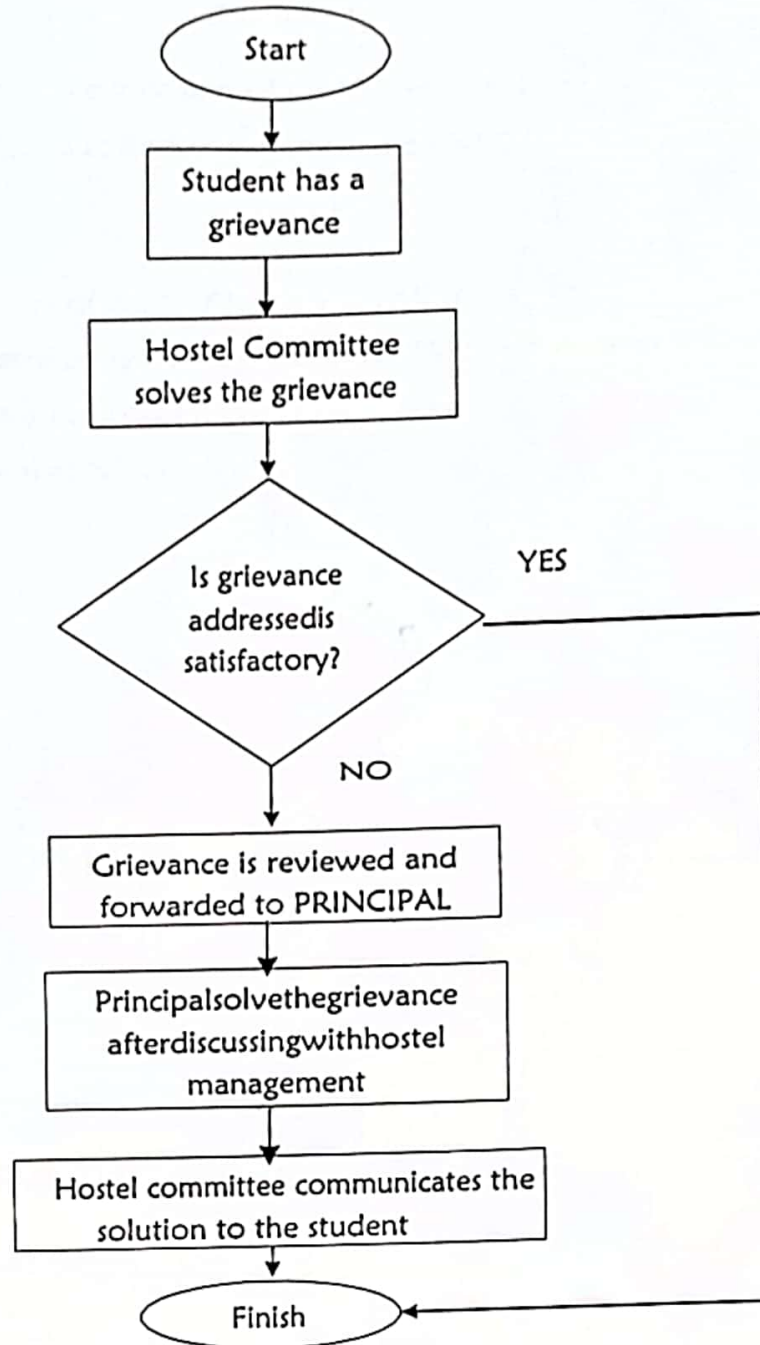 Start
Student has a
grievance
Hostel Committee
solves the grievance
YES
Is grievance
addressedis
satisfactory?
NO
Grievance is reviewed and
forwarded to PRINCIPAL
Principalsolvethegrievance
afterdiscussingwithhostel
management
Hostel committee communicates the
solution to the student
Finish